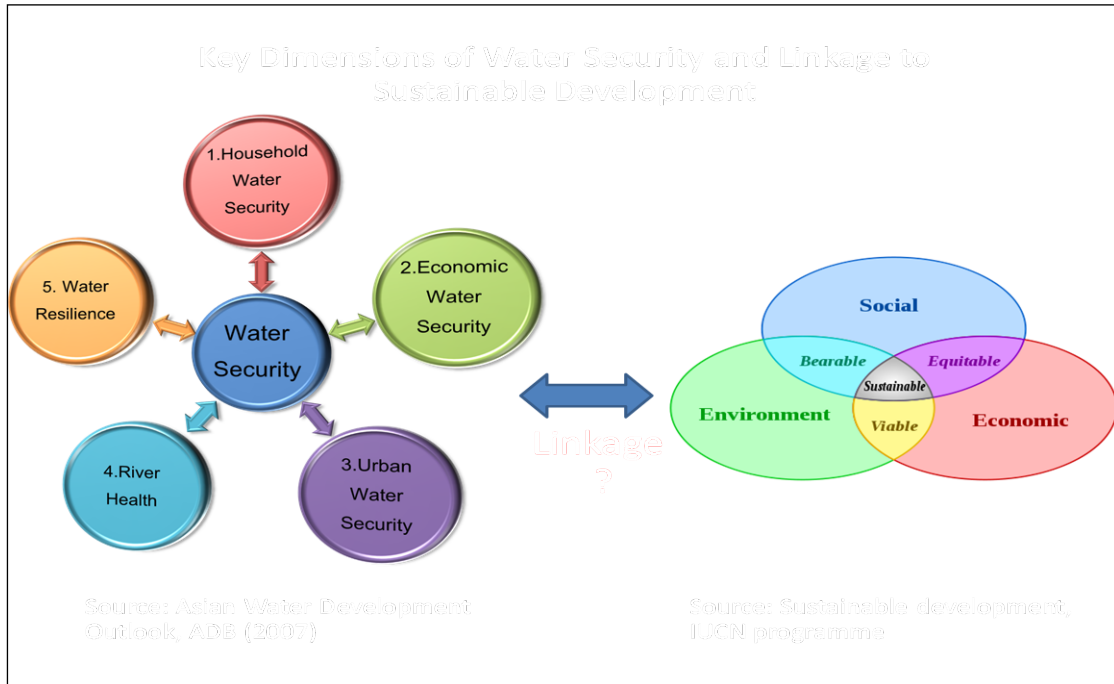 Key Dimensions of Water Security and Linkage to
Sustainable Development
1.Household
Water
Security
2.Economic
Water
Security
3.Urban
Water
Security
4.River
Health
5. Water
Resilience
Water
Security
Linkage
?
Social
Bearable
Equitable
Sustainable
Environment
Viable
Economic
Source: Asian Water Development
Outlook, ADB (2007)
Source: Sustainable development,
IUCN programme